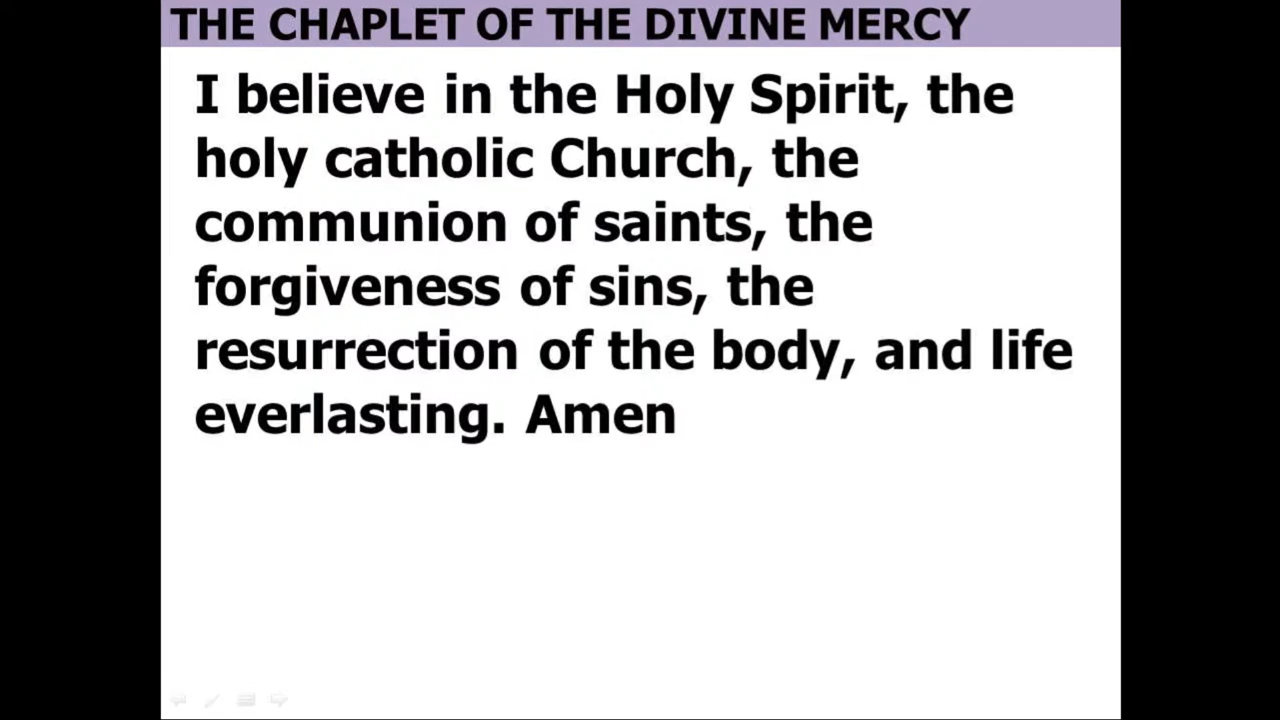 THE CHAPLET OF THE DIVINE MERCY
I believe in the Holy Spirit, the
holy catholic Church, the
communion of saints, the
forgiveness of sins, the
resurrection of the body, and life
everlasting. Amen